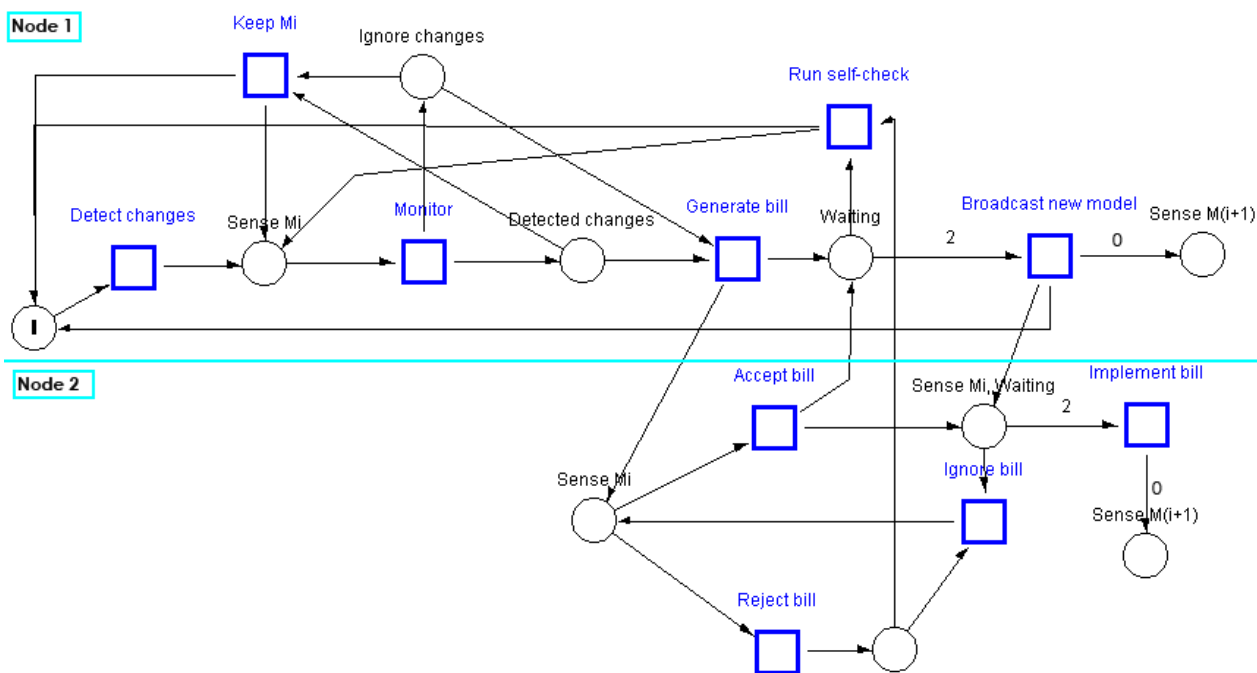 Node 1
Keep Mi
Ignore changes
Run self-check
Detect changes
Sense Mi
Monitor
Detected changes
Generate bill
Waiting
Broadcast new model
Sense M(i+1)
2
0
Node 2
Accept bill
Sense Mi, Waiting
Implement bill
2
Sense Mi
Ignore bill
0
Sense M(i+1)
Reject bill